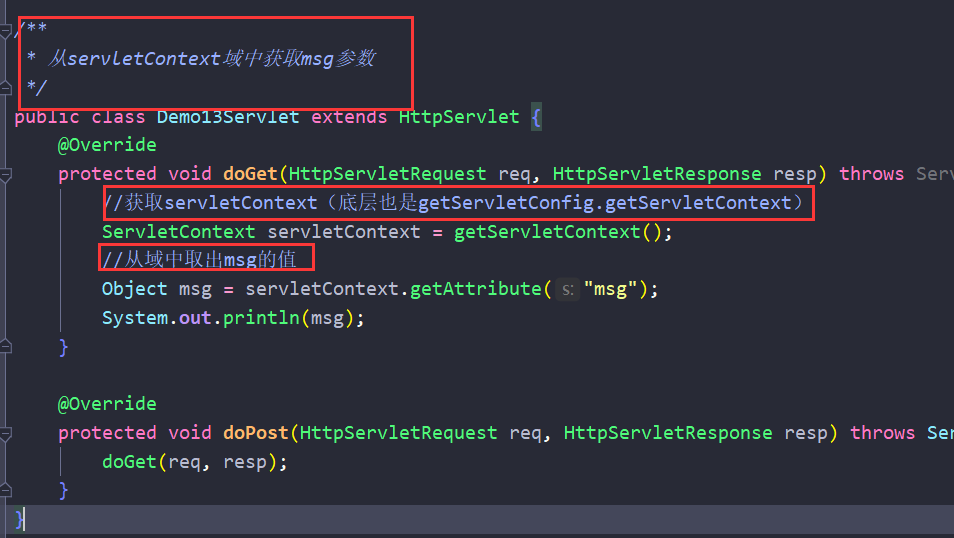 /**
* 从servletContext域中获取msg参数
*/
public class Demo13Servlet extends HttpServlet {
@Override
protected void doGet(HttpServletRequest req, HttpServletResponse resp) throws
//获取servletContext（底层也是getServletConfig.getServletContext）
ServletContext servletContext = getServletContext();
//从域中取出msg的值
Object msg = servletContext.getAttribute( s: "msg");
System.out.println(msg);
}
@Override
protected void doPost(HttpServletRequest req, HttpServletResponse resp) throws
doGet(req, resp);
}
}